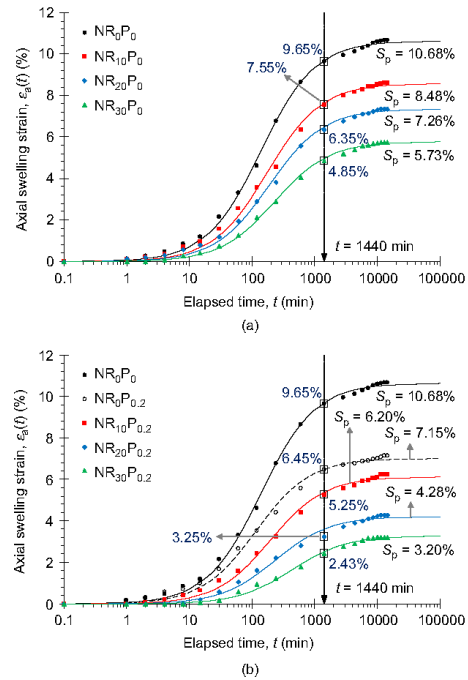 12
10
8
6
4
2
0
Axial swelling strain, εa(t) (%)
NR0P0
NR10P0
NR20P0
NR30P0
9.65%
7.55%
6.35%
4.85%
Sp = 10.68%
Sp = 8.48%
Sp = 7.26%
Sp = 5.73%
t = 1440 min
0.1 1 10 100 1000 10000 100000
Elapsed time, t (min)
(a)
12
10
8
6
4
2
0
Axial swelling strain, εa(t) (%)
NR0P0
NR0P0.2
NR10P0.2
NR20P0.2
NR30P0.2
9.65%
6.45%
5.25%
3.25%
2.43%
Sp = 10.68%
Sp = 6.20%
Sp = 7.15%
Sp = 4.28%
Sp = 3.20%
t = 1440 min
0.1 1 10 100 1000 10000 100000
Elapsed time, t (min)
(b)